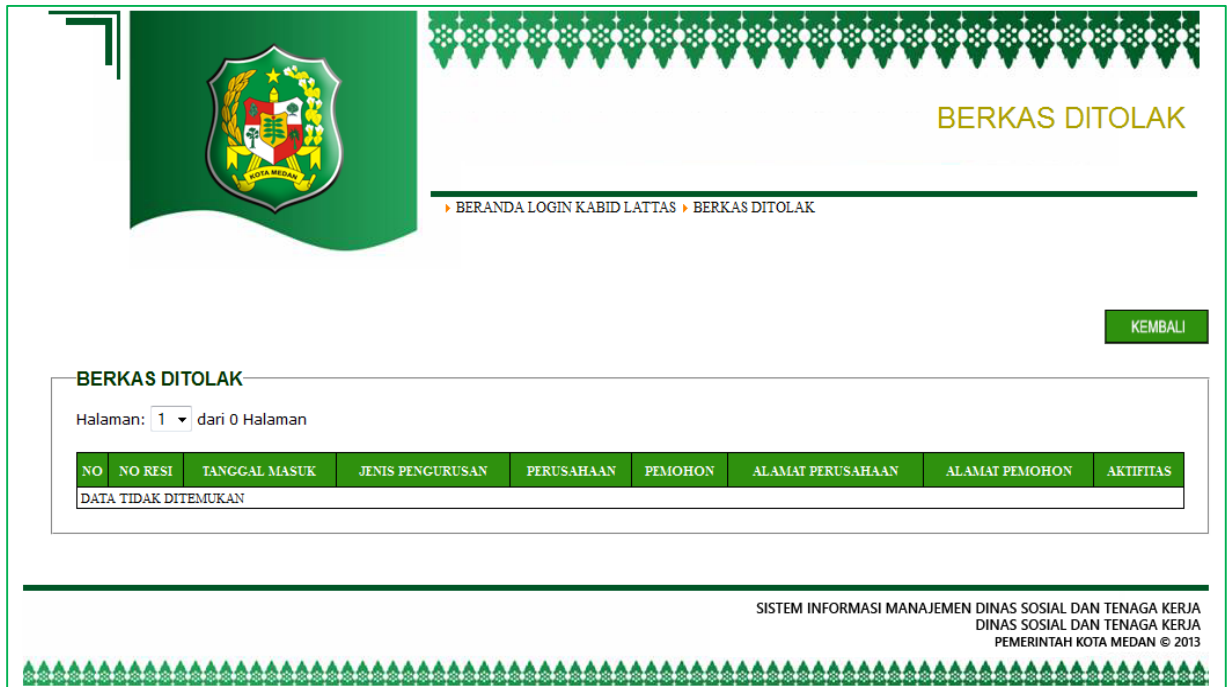 KOTA MEDAN
BERKAS DITOLAK
BERANDA LOGIN KABID LATTAS BERKAS DITOLAK
KEMBALI
BERKAS DITOLAK
Halaman: 1 dari 0 Halaman
NO NO RESI TANGGAL MASUK JENIS PENGURUSAN PERUSAHAAN PEMOHON ALAMAT PERUSAHAAN ALAMAT PEMOHON AKTIFITAS
DATA TIDAK DITEMUKAN
SISTEM INFORMASI MANAJEMEN DINAS SOSIAL DAN TENAGA KERJA
DINAS SOSIAL DAN TENAGA KERJA
PEMERINTAH KOTA MEDAN © 2013